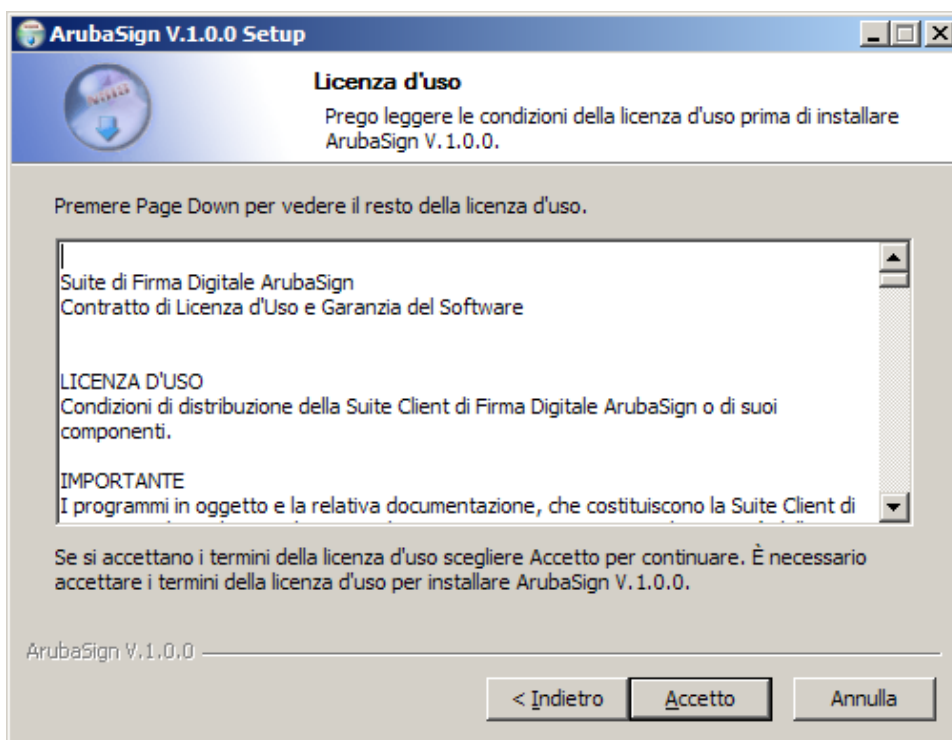 ArubaSign V.1.0.0 Setup
Licenza d'uso
Prego leggere le condizioni della licenza d'uso prima di installare
ArubaSign V.1.0.0.
Premere Page Down per vedere il resto della licenza d'uso.
Suite di Firma Digitale ArubaSign
Contratto di Licenza d'Uso e Garanzia del Software
LICENZA D'USO
Condizioni di distribuzione della Suite Client di Firma Digitale ArubaSign o di suoi
componenti.
IMPORTANTE
I programmi in oggetto e la relativa documentazione, che costituiscono la Suite Client di
Se si accettano i termini della licenza d'uso scegliere Accetto per continuare. È necessario
accettare i termini della licenza d'uso per installare ArubaSign V.1.0.0.
ArubaSign V.1.0.0
< Indietro
Accetto
Annulla